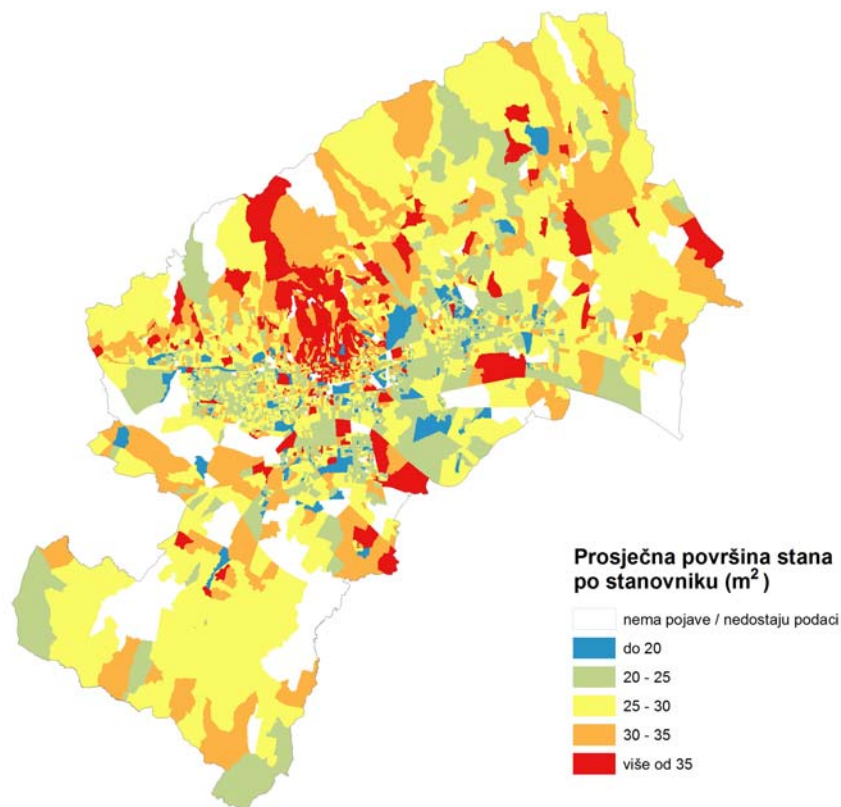 Prosječna površina stana
po stanovniku (m²)
nema pojave / nedostaju podaci
do 20
20 - 25
25 - 30
30 - 35
više od 35